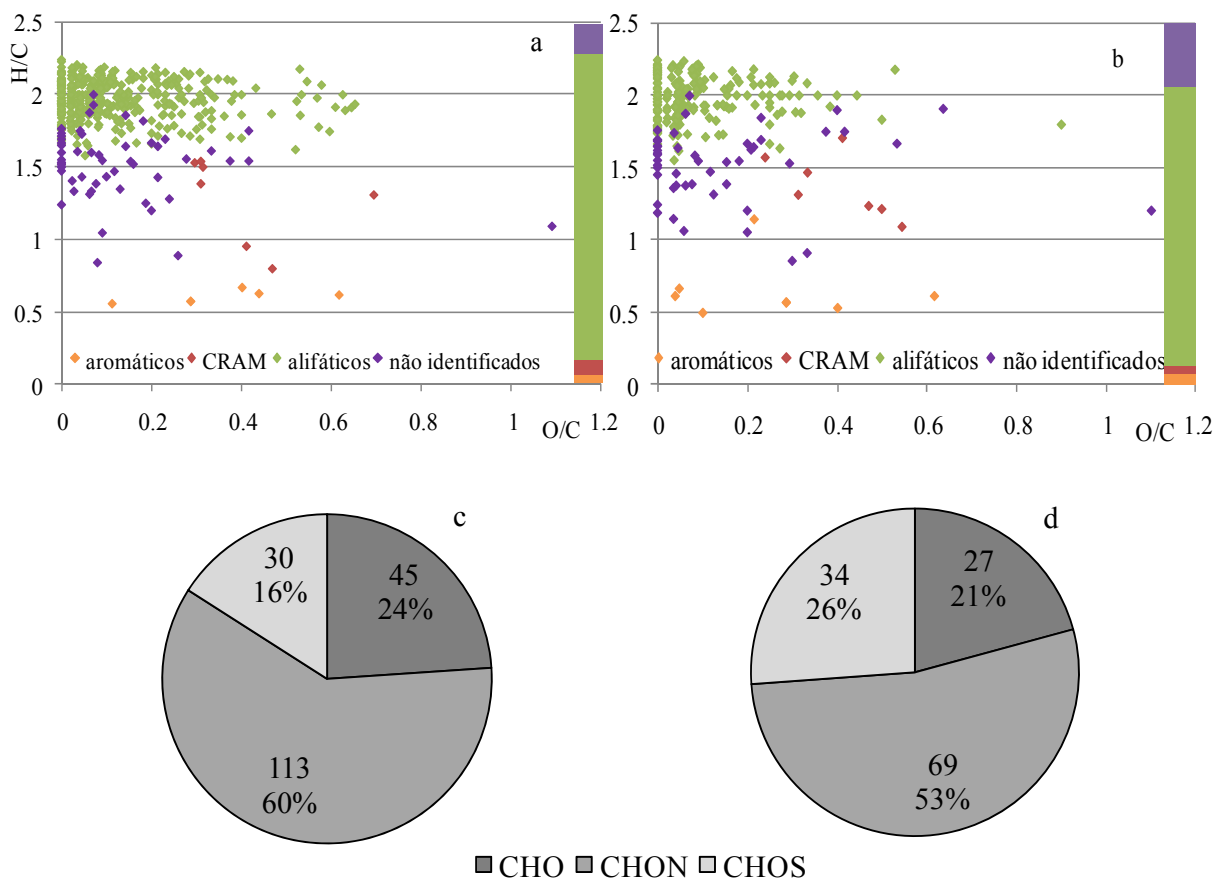 2.5
H/C
a
2
1.5
1
0.5
aromáticos CRAM alifáticos não identificados
0
0 0.2 0.4 0.6 0.8 1 1.2
O/C
2.5
b
2
1.5
1
0.5
aromáticos CRAM alifáticos não identificados
0
0 0.2 0.4 0.6 0.8 1 1.2
O/C
c
30
16%
45
24%
113
60%
d
34
26%
27
21%
69
53%
CHO CHON CHOS